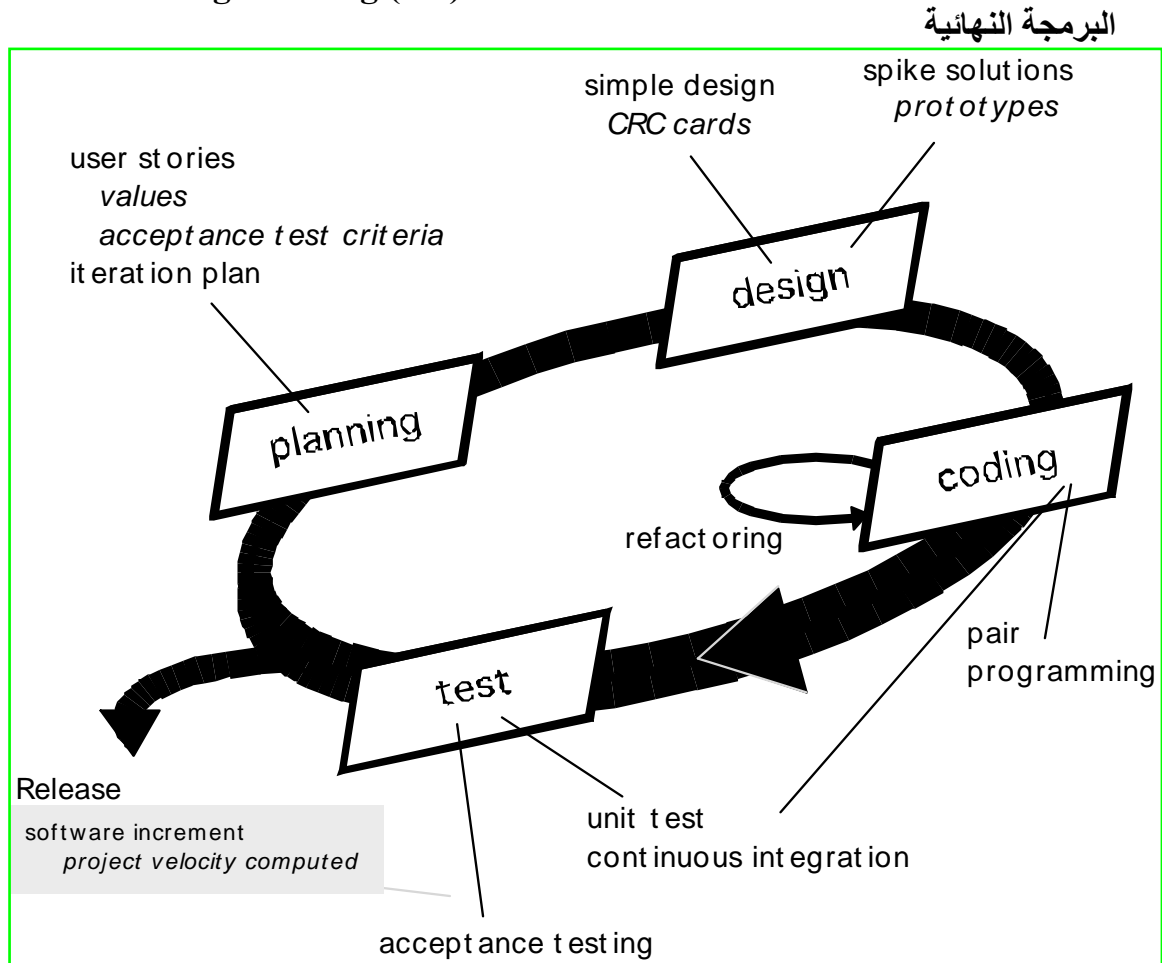 البرمجة النهائية
simple design
CRC cards
spike solutions
prototypes
user stories
values
acceptance test criteria
iteration plan
design
planning
coding
refactoring
pair
programming
test
Release
software increment
project velocity computed
unit test
continuous integration
acceptance testing